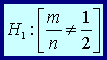 H₁: [m/n ≠ 1/2]